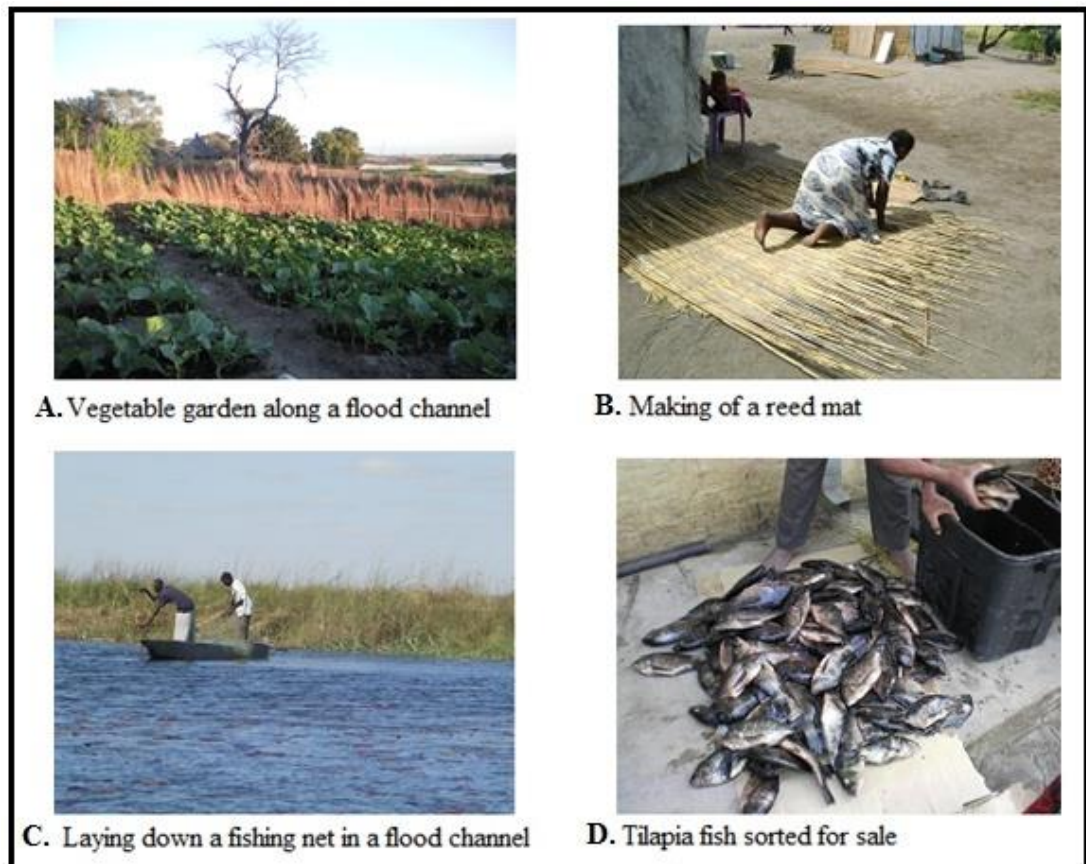 A. Vegetable garden along a flood channel
B. Making of a reed mat
C. Laying down a fishing net in a flood channel
D. Tilapia fish sorted for sale